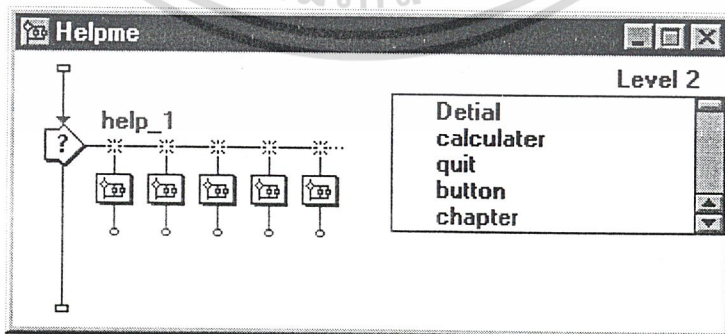 Helpme
Level 2
help_1
?
Detial
calculater
quit
button
chapter